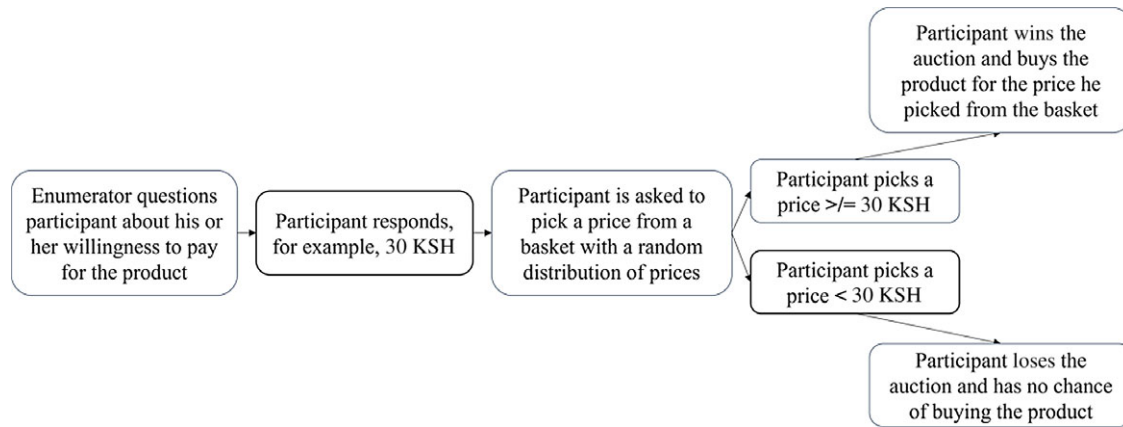 Enumerator questions
participant about his or
her willingness to pay
for the product
Participant responds,
for example, 30 KSH
Participant is asked to
pick a price from a
basket with a random
distribution of prices
Participant picks a
price >/= 30 KSH
Participant wins the
auction and buys the
product for the price he
picked from the basket
Participant picks a
price < 30 KSH
Participant loses the
auction and has no chance
of buying the product